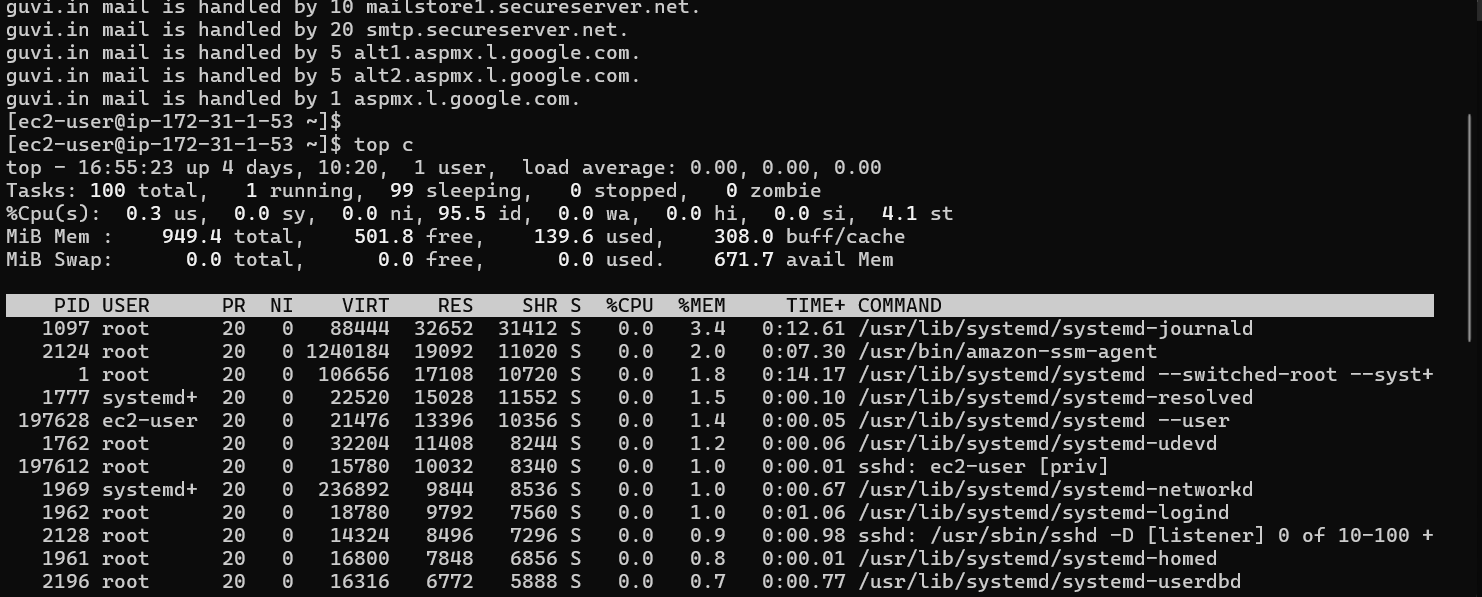 guvi.in mail is handled by 10 mailstore1.secureserver.net.
guvi.in mail is handled by 20 smtp.secureserver.net.
guvi.in mail is handled by 5 alt1.aspmx.l.google.com.
guvi.in mail is handled by 5 alt2.aspmx.l.google.com.
guvi.in mail is handled by 1 aspmx.l.google.com.
[ec2-user@ip-172-31-1-53 ~]$
[ec2-user@ip-172-31-1-53 ~]$ top c
top - 16:55:23 up 4 days, 10:20,  1 user,  load average: 0.00, 0.00, 0.00
Tasks: 100 total,   1 running,  99 sleeping,   0 stopped,   0 zombie
%Cpu(s):  0.3 us,  0.0 sy,  0.0 ni, 95.5 id,  0.0 wa,  0.0 hi,  0.0 si,  4.1 st
MiB Mem :    949.4 total,    501.8 free,    139.6 used,    308.0 buff/cache
MiB Swap:      0.0 total,      0.0 free,      0.0 used.    671.7 avail Mem
    PID USER      PR  NI    VIRT    RES    SHR S  %CPU  %MEM     TIME+ COMMAND
   1097 root      20   0   88444  32652  31412 S   0.0   3.4   0:12.61 /usr/lib/systemd/systemd-journald
   2124 root      20   0 1240184  19092  11020 S   0.0   2.0   0:07.30 /usr/bin/amazon-ssm-agent
      1 root      20   0  106656  17108  10720 S   0.0   1.8   0:14.17 /usr/lib/systemd/systemd --switched-root --syst+
   1777 systemd+  20   0   22520  15028  11552 S   0.0   1.5   0:00.10 /usr/lib/systemd/systemd-resolved
 197628 ec2-user  20   0   21476  13396  10356 S   0.0   1.4   0:00.05 /usr/lib/systemd/systemd --user
   1762 root      20   0   32204  11408   8244 S   0.0   1.2   0:00.06 /usr/lib/systemd/systemd-udevd
 197612 root      20   0   15780  10032   8340 S   0.0   1.0   0:00.01 sshd: ec2-user [priv]
   1969 systemd+  20   0  236892   9844   8536 S   0.0   1.0   0:00.67 /usr/lib/systemd/systemd-networkd
   1962 root      20   0   18780   9792   7560 S   0.0   1.0   0:01.06 /usr/lib/systemd/systemd-logind
   2128 root      20   0   14324   8496   7296 S   0.0   0.9   0:00.98 sshd: /usr/sbin/sshd -D [listener] 0 of 10-100 +
   1961 root      20   0   16800   7848   6856 S   0.0   0.8   0:00.01 /usr/lib/systemd/systemd-homed
   2196 root      20   0   16316   6772   5888 S   0.0   0.7   0:00.77 /usr/lib/systemd/systemd-userdbd